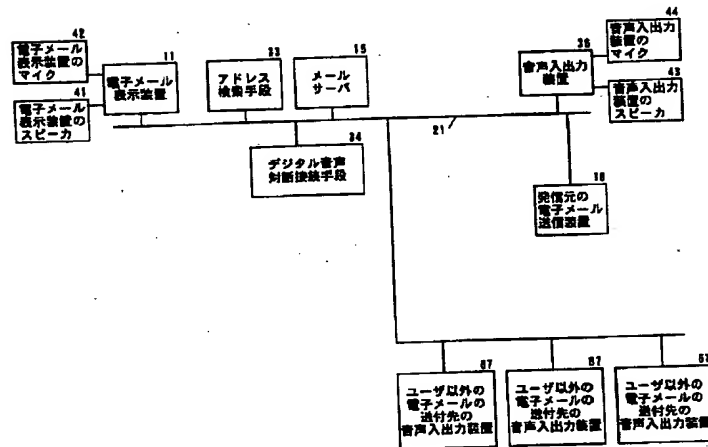 42
電子メール
表示装置の
マイク
11
電子メール
表示装置
41
電子メール
表示装置の
スピーカ
33
アドレス
検索手段
15
メール
サーバ
34
デジタル音声
対話接続手段
36
音声入出力
装置
44
音声入出力
装置の
マイク
43
音声入出力
装置の
スピーカ
21
16
発信元の
電子メール
送信装置
67
ユーザ以外の
電子メールの
送付先の
音声入出力装置
67
ユーザ以外の
電子メールの
送付先の
音声入出力装置
67
ユーザ以外の
電子メールの
送付先の
音声入出力装置